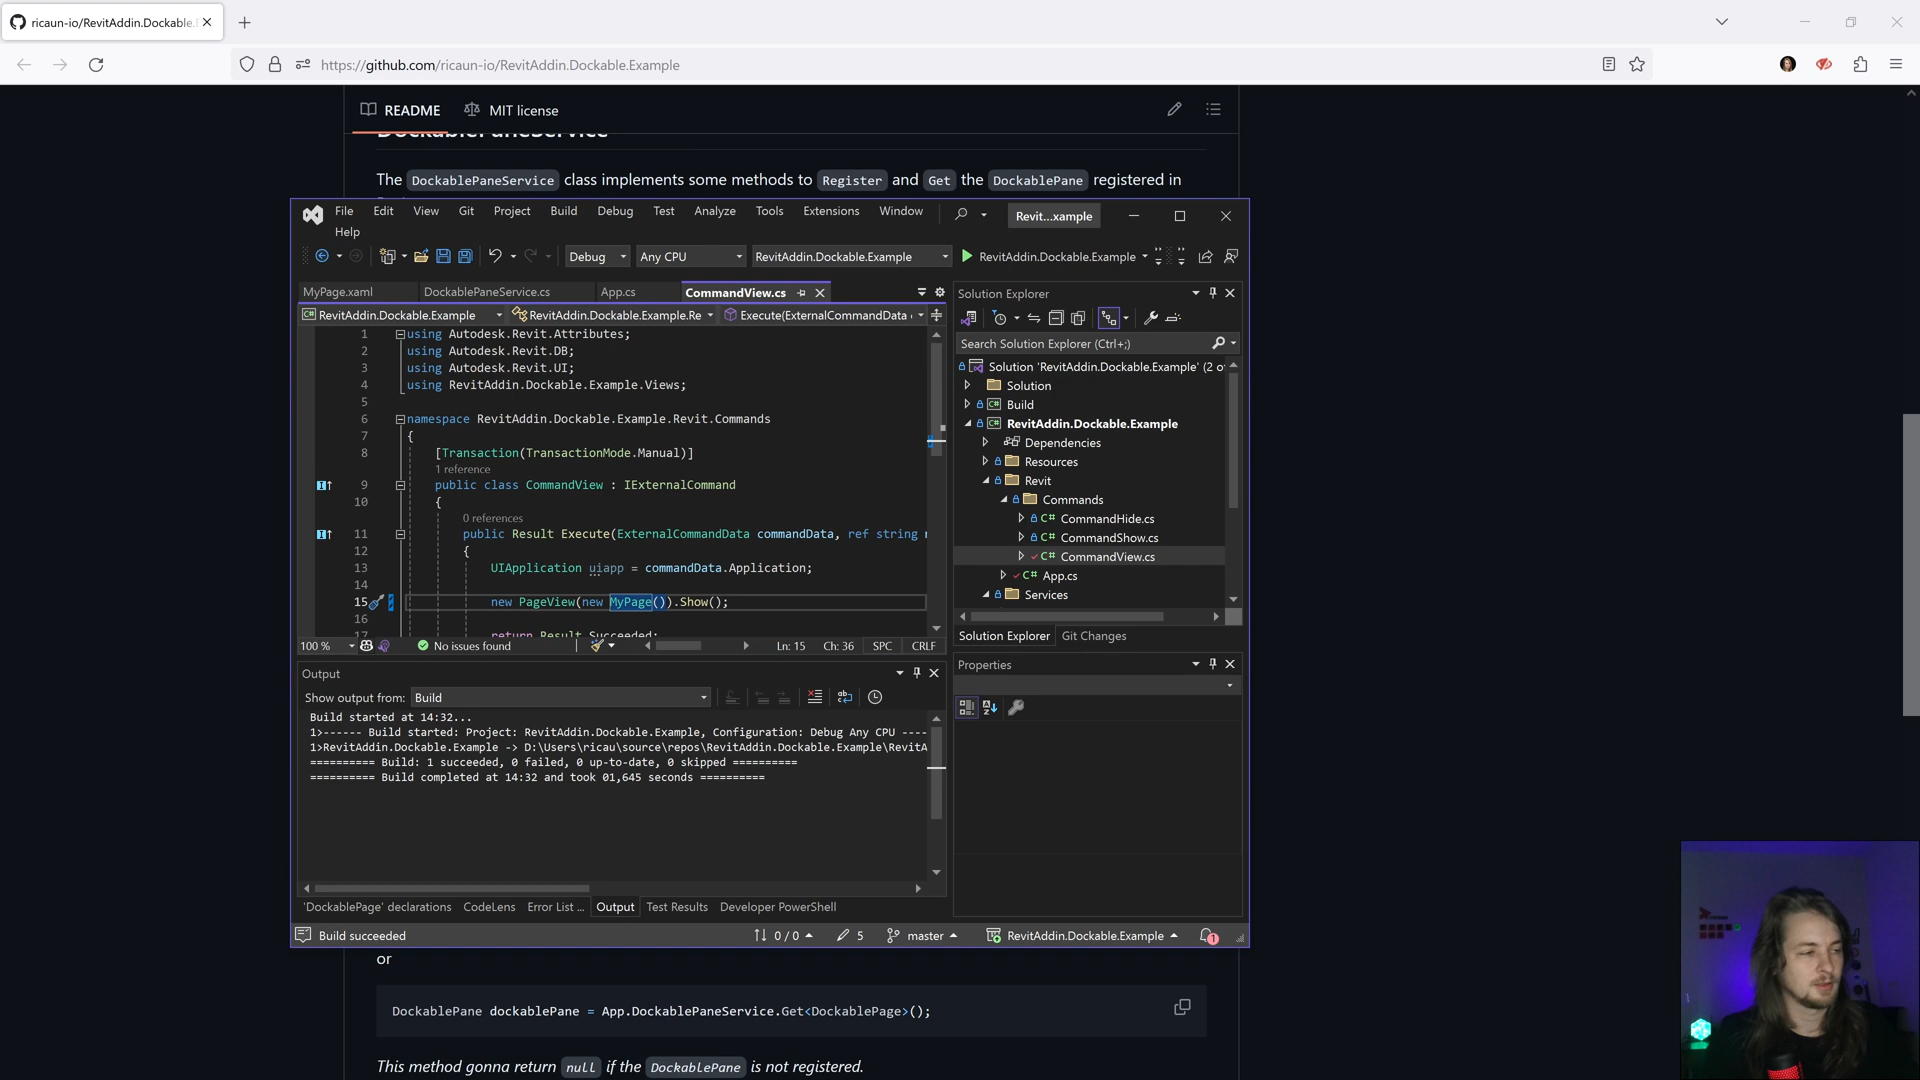 ricaun-io/RevitAddin.Dockable.
https://github.com/ricaun-io/RevitAddin.Dockable.Example
README
MIT license
The DockablePaneService class implements some methods to Register and Get the DockablePane registered in
File Edit View Git Project Build Debug Test Analyze Tools Extensions Window
Help
Revit...xample
Debug
Any CPU
RevitAddin.Dockable.Example
RevitAddin.Dockable.Example
MyPage.xaml
DockablePaneService.cs
App.cs
CommandView.cs
RevitAddin.Dockable.Example
RevitAddin.Dockable.Example.Re
Execute(ExternalCommandData
1 using Autodesk.Revit.Attributes;
2 using Autodesk.Revit.DB;
3 using Autodesk.Revit.UI;
4 using RevitAddin.Dockable.Example.Views;
5
6 namespace RevitAddin.Dockable.Example.Revit.Commands
7 {
8 [Transaction(TransactionMode.Manual)]
1 reference
9 public class CommandView : IExternalCommand
10 {
0 references
11 public Result Execute(ExternalCommandData commandData, ref string
12 {
13 UIApplication uiapp = commandData.Application;
14
15 new PageView(new MyPage()).Show();
16
17 return Result.Succeeded;
100 %
No issues found
Ln: 15
Ch: 36
SPC
CRLF
Output
Show output from: Build
Build started at 14:32...
1>------ Build started: Project: RevitAddin.Dockable.Example, Configuration: Debug Any CPU ----
1>RevitAddin.Dockable.Example -> D:\Users\ricau\source\repos\RevitAddin.Dockable.Example\RevitA
========== Build: 1 succeeded, 0 failed, 0 up-to-date, 0 skipped ==========
========== Build completed at 14:32 and took 01,645 seconds ==========
'DockablePage' declarations
CodeLens
Error List ...
Output
Test Results
Developer PowerShell
Solution Explorer
Search Solution Explorer (Ctrl+;)
Solution 'RevitAddin.Dockable.Example' (2 o
Solution
Build
RevitAddin.Dockable.Example
Dependencies
Resources
Revit
Commands
CommandHide.cs
CommandShow.cs
CommandView.cs
App.cs
Services
Solution Explorer
Git Changes
Properties
Build succeeded
0 / 0
5
master
RevitAddin.Dockable.Example
1
or
DockablePane dockablePane = App.DockablePaneService.Get<DockablePage>();
This method gonna return null if the DockablePane is not registered.